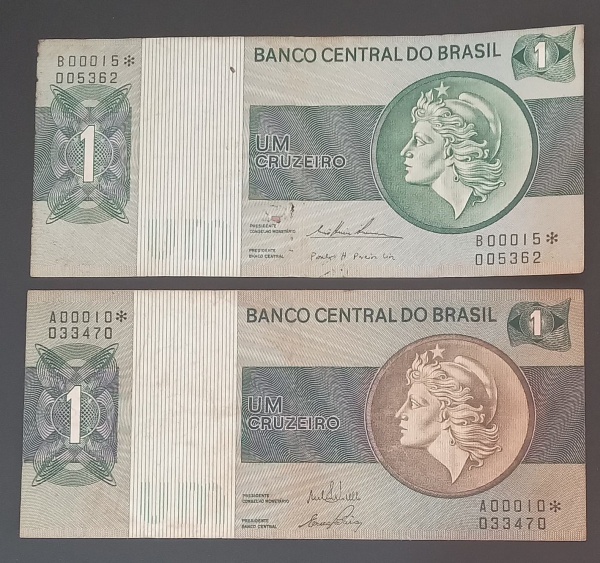 B00015*
005362
BANCO CENTRAL DO BRASIL
1
1
UM
CRUZEIRO
PRESIDENTE
CONSELHO MONETÁRIO
PRESIDENTE
BANCO CENTRAL
B00015*
005362
A00010*
033470
BANCO CENTRAL DO BRASIL
1
1
UM
CRUZEIRO
PRESIDENTE
CONSELHO MONETÁRIO
PRESIDENTE
BANCO CENTRAL
A00010*
033470